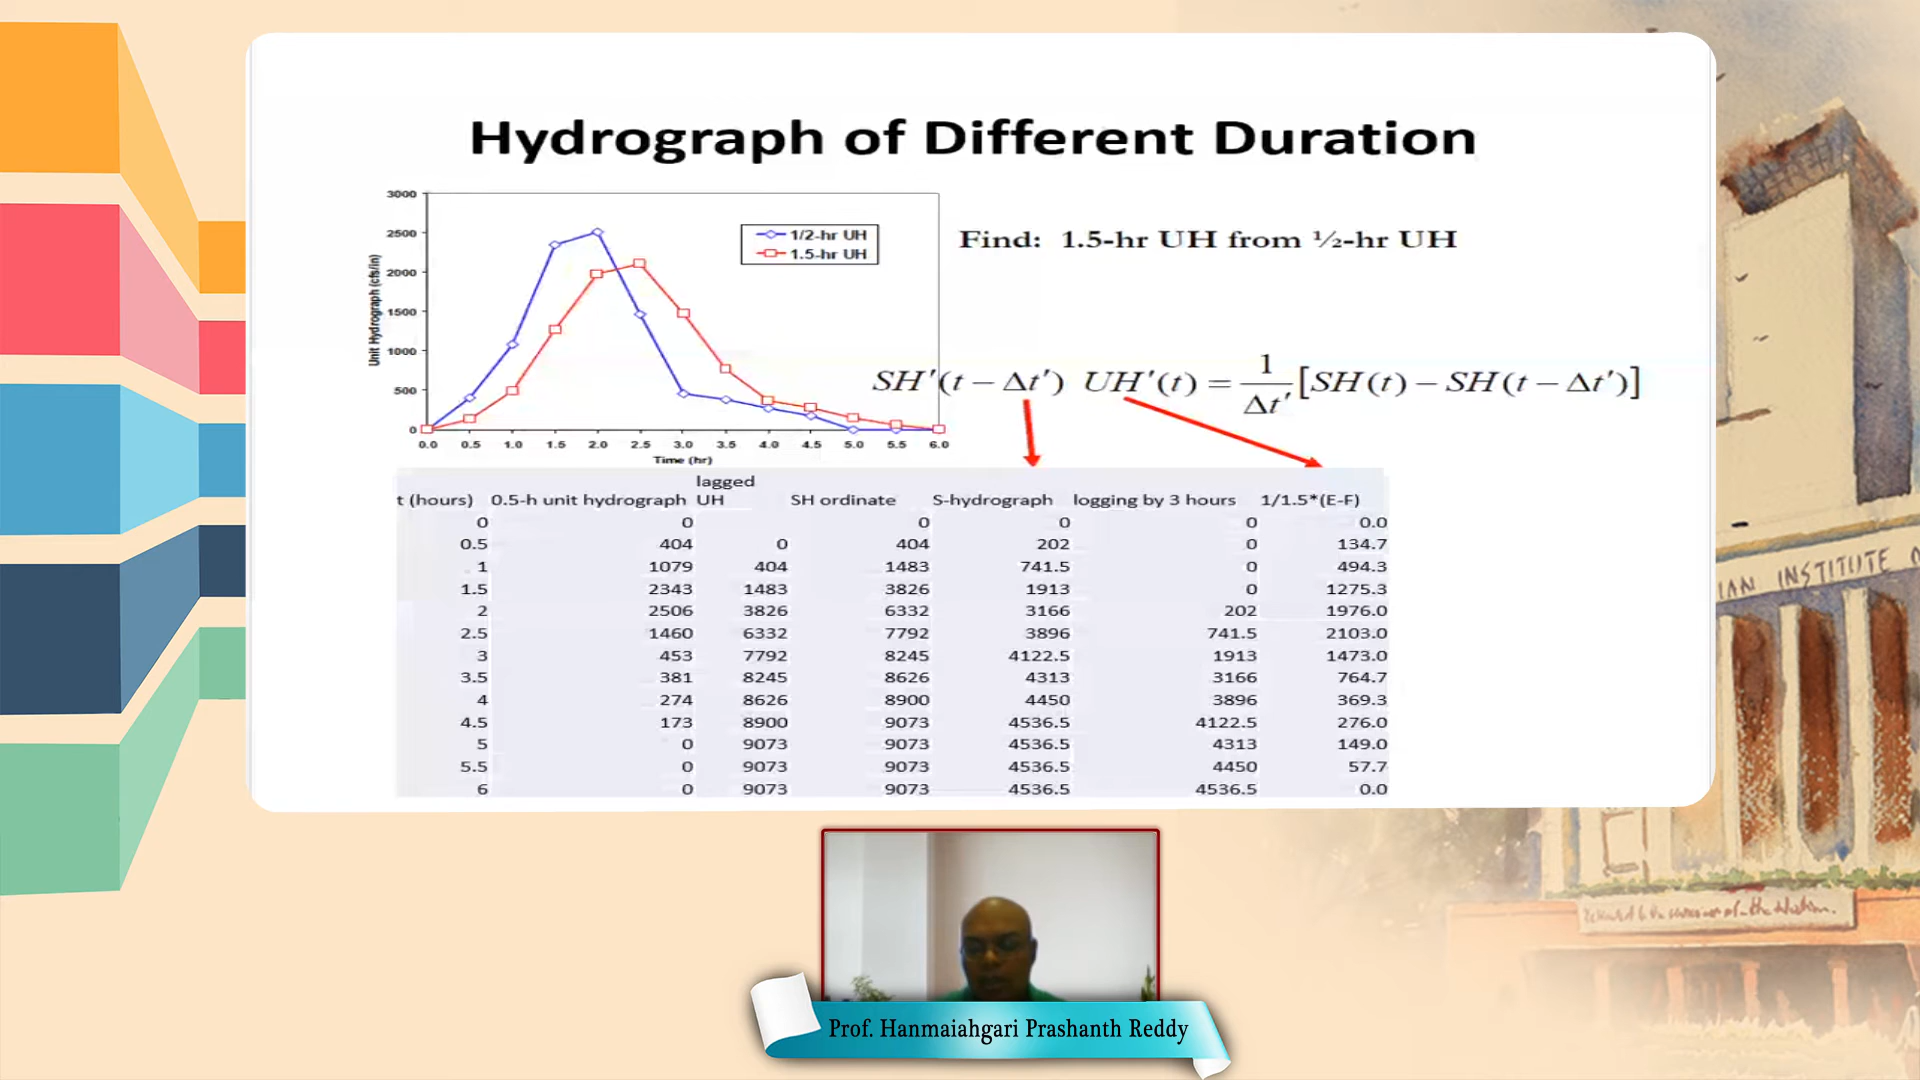 Hydrograph of Different Duration
3000
2500
2000
1500
1000
500
0
Unit Hydrograph (cfs/in)
1/2-hr UH
1.5-hr UH
0.0 0.5 1.0 1.5 2.0 2.5 3.0 3.5 4.0 4.5 5.0 5.5 6.0
Time (hr)
Find: 1.5-hr UH from ½-hr UH
SH'(t − Δt') UH'(t) = 1/Δt' [SH(t) − SH(t − Δt')]
t (hours) 0.5-h unit hydrograph lagged UH SH ordinate S-hydrograph logging by 3 hours 1/1.5*(E-F)
0 0 0 0 0 0.0
0.5 404 0 404 202 0 134.7
1 1079 404 1483 741.5 0 494.3
1.5 2343 1483 3826 1913 0 1275.3
2 2506 3826 6332 3166 202 1976.0
2.5 1460 6332 7792 3896 741.5 2103.0
3 453 7792 8245 4122.5 1913 1473.0
3.5 381 8245 8626 4313 3166 764.7
4 274 8626 8900 4450 3896 369.3
4.5 173 8900 9073 4536.5 4122.5 276.0
5 0 9073 9073 4536.5 4313 149.0
5.5 0 9073 9073 4536.5 4450 57.7
6 0 9073 9073 4536.5 4536.5 0.0
IAN INSTITUTE
Prof. Hanmaiahgari Prashanth Reddy